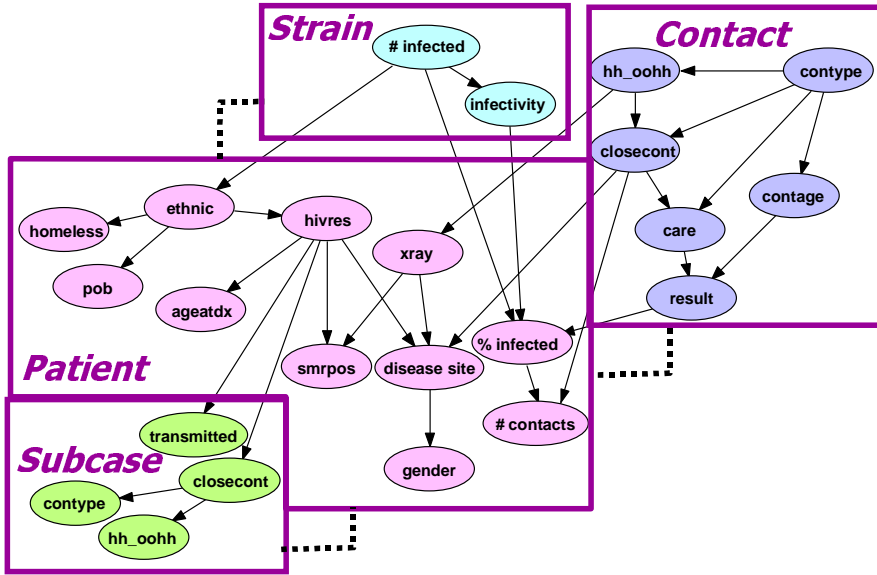 Strain
# infected
infectivity
Contact
hh_oohh
contype
closecont
contage
care
result
ethnic
hivres
homeless
xray
pob
ageatdx
% infected
smrpos
disease site
Patient
# contacts
gender
transmitted
Subcase
closecont
contype
hh_oohh